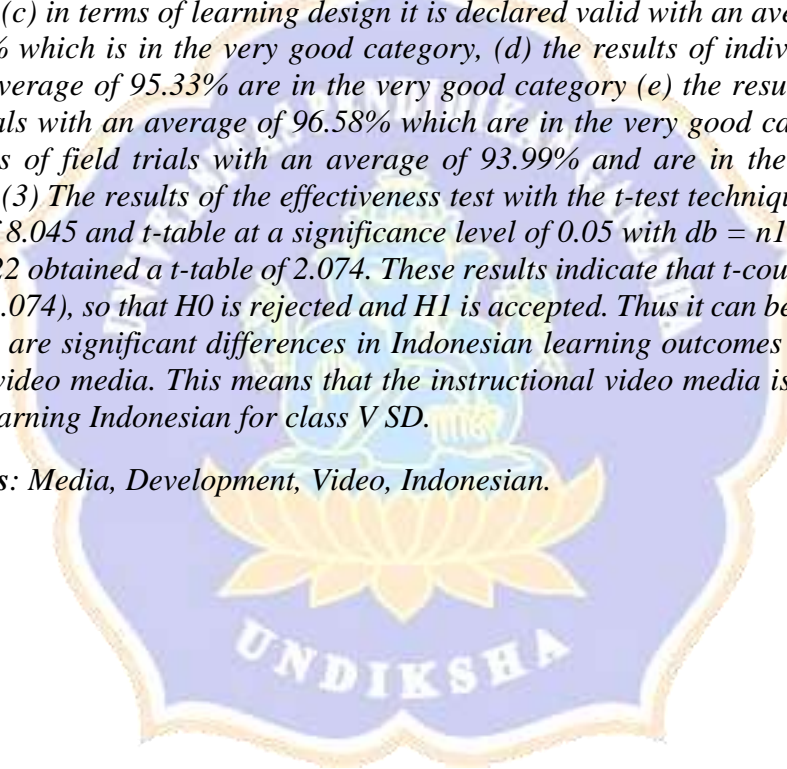 (c) in terms of learning design it is declared valid with an ave
% which is in the very good category, (d) the results of indiv
verage of 95.33% are in the very good category (e) the resu
als with an average of 96.58% which are in the very good ca
s of field trials with an average of 93.99% and are in the
(3) The results of the effectiveness test with the t-test techniq
f 8.045 and t-table at a significance level of 0.05 with db = n1
22 obtained a t-table of 2.074. These results indicate that t-cou
.074), so that H0 is rejected and H1 is accepted. Thus it can be
are significant differences in Indonesian learning outcomes
video media. This means that the instructional video media is
arning Indonesian for class V SD.
s: Media, Development, Video, Indonesian.
UNDIKSHA